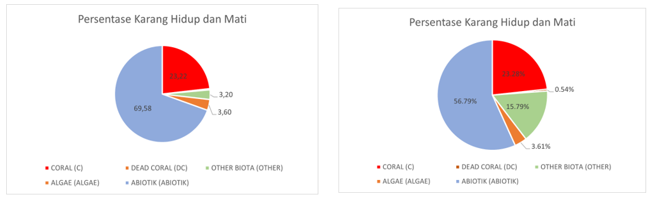 Persentase Karang Hidup dan Mati
3,20
69,58
3,60
CORAL (C)
DEAD CORAL (DC)
OTHER BIOTA (OTHER)
ALGAE (ALGAE)
ABIOTIK (ABIOTIK)
Persentase Karang Hidup dan Mati
0.54%
56.79%
15.79%
3.61%
CORAL (C)
DEAD CORAL (DC)
OTHER BIOTA (OTHER)
ALGAE (ALGAE)
ABIOTIK (ABIOTIK)